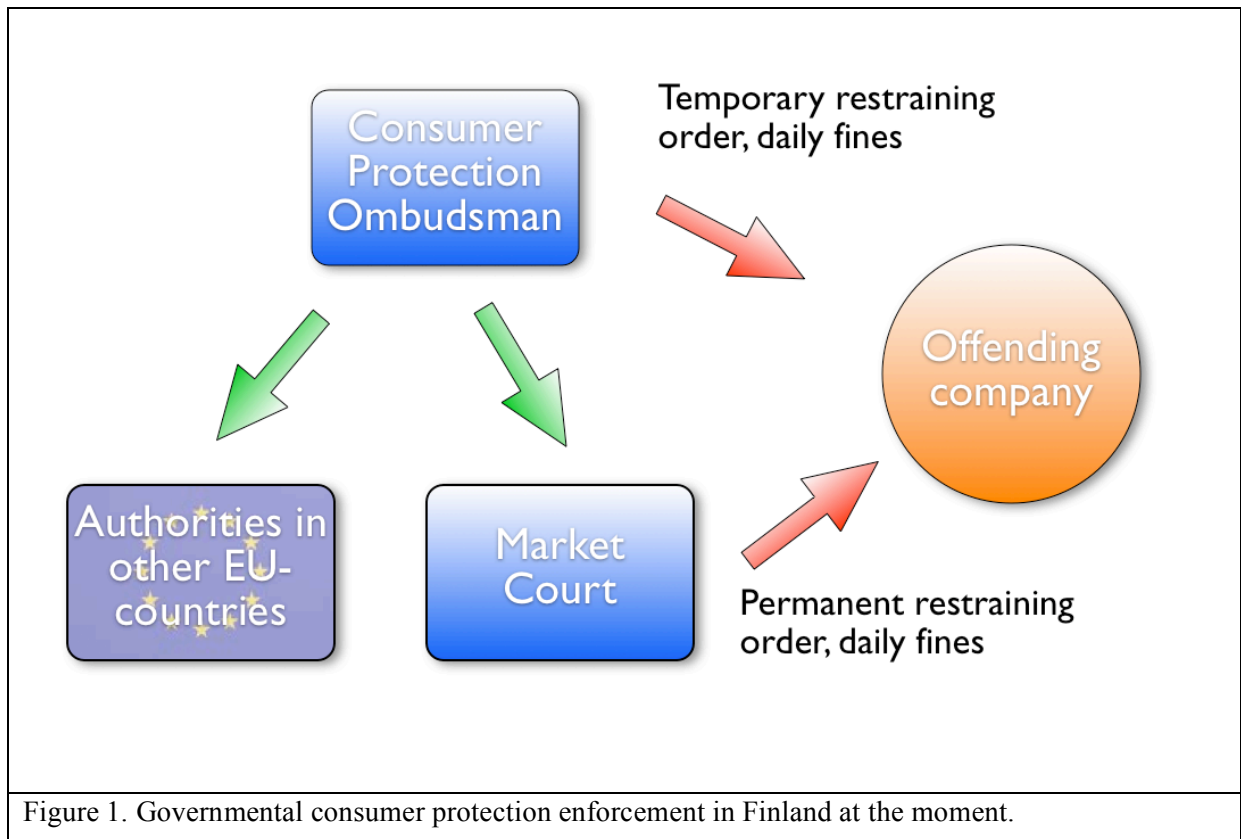 Consumer
Protection
Ombudsman
Temporary restraining
order, daily fines
Offending
company
Authorities in
other EU-
countries
Market
Court
Permanent restraining
order, daily fines
Figure 1. Governmental consumer protection enforcement in Finland at the moment.